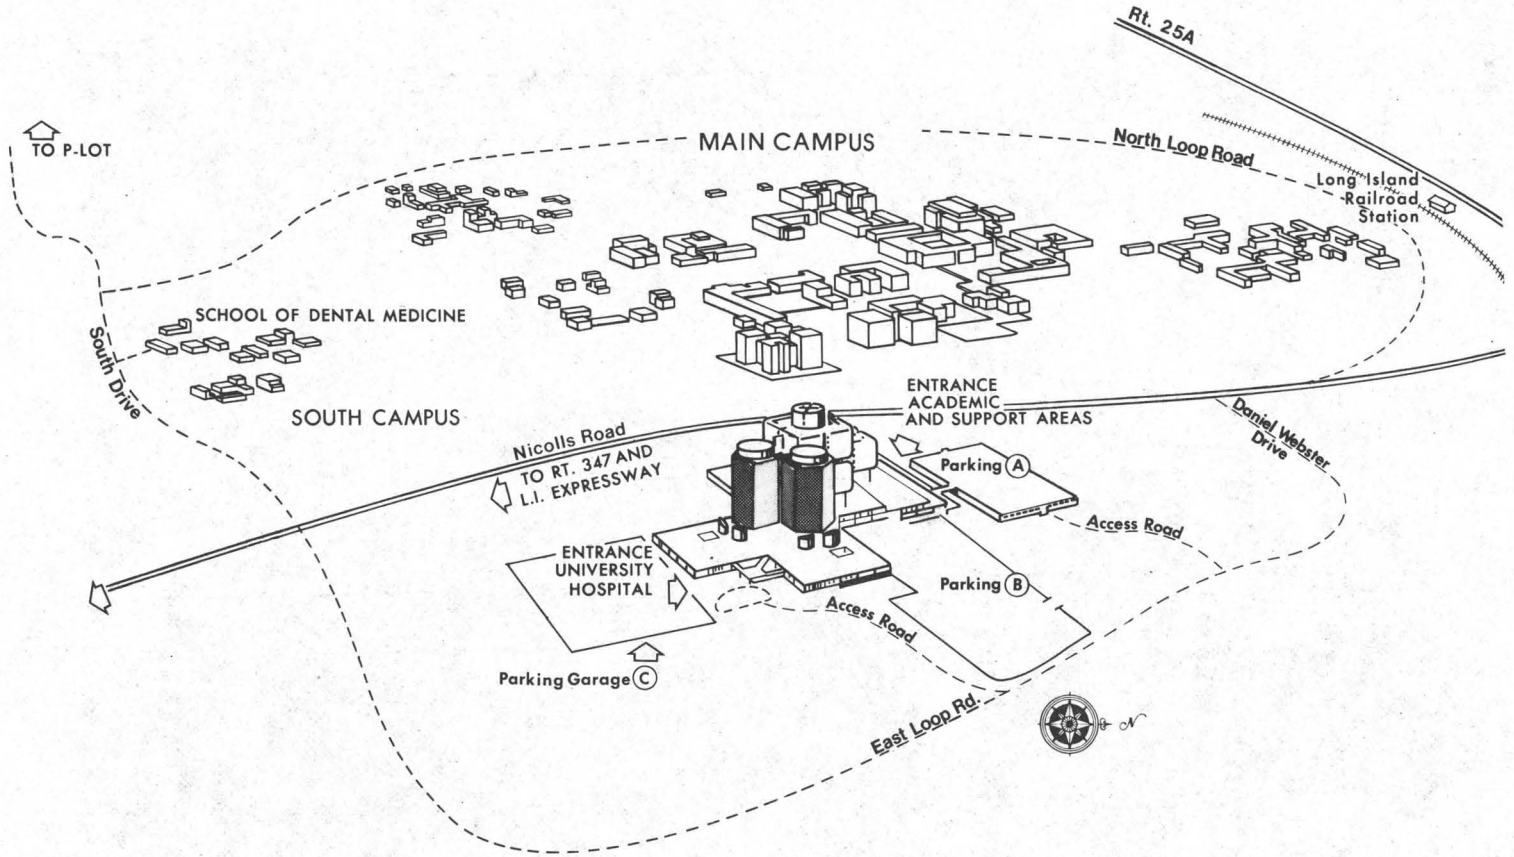 Rt. 25A
TO P-LOT
MAIN CAMPUS
North Loop Road
Long Island
Railroad
Station
SCHOOL OF DENTAL MEDICINE
South Drive
SOUTH CAMPUS
ENTRANCE
ACADEMIC
AND SUPPORT AREAS
Nicolls Road
TO RT. 347 AND
L.I. EXPRESSWAY
Daniel Webster
Drive
Parking A
Access Road
ENTRANCE
UNIVERSITY
HOSPITAL
Parking B
Access Road
Parking Garage C
East Loop Rd.
N